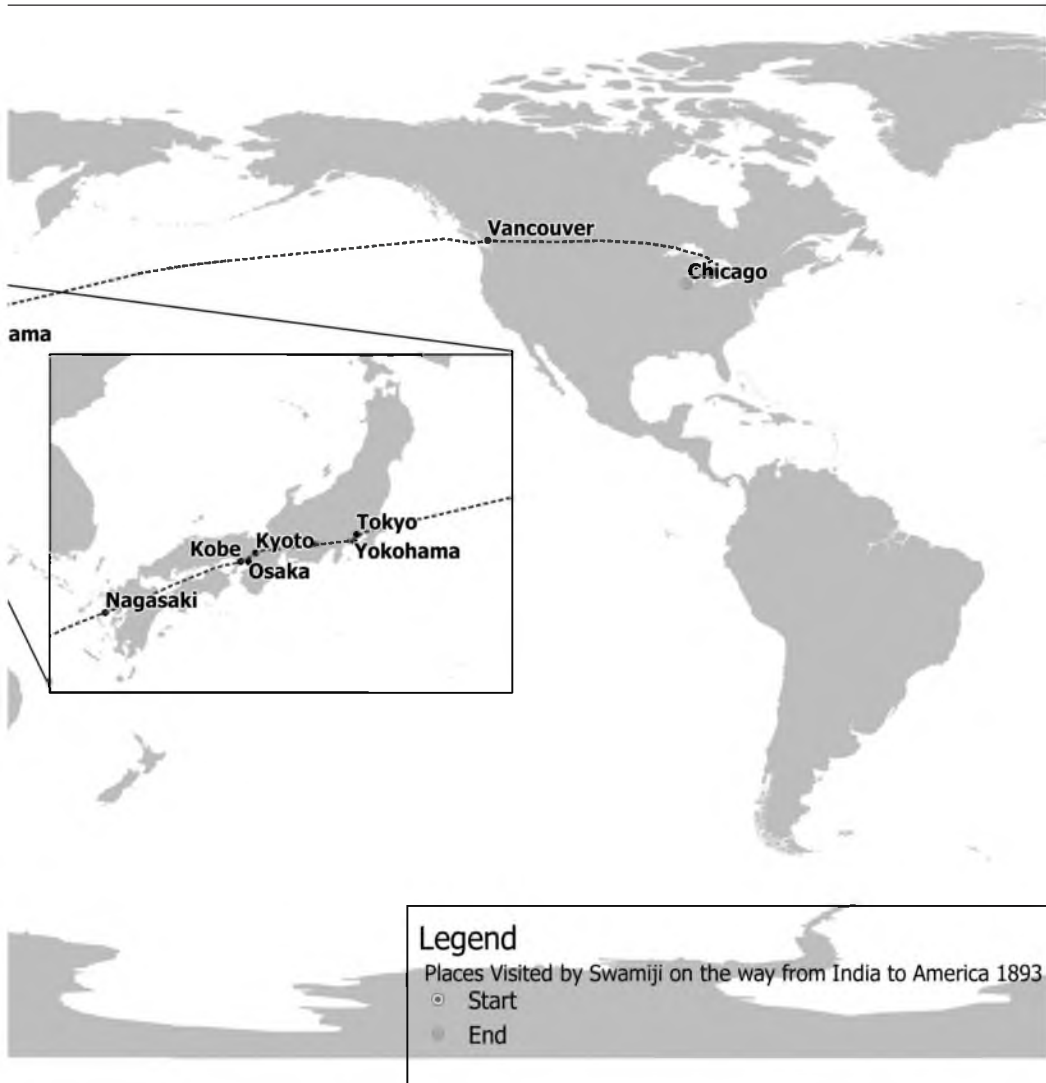 Vancouver
Chicago
ama
Tokyo
Kyoto
Kobe
Yokohama
Osaka
Nagasaki
Legend
Places Visited by Swamiji on the way from India to America 1893
Start
End